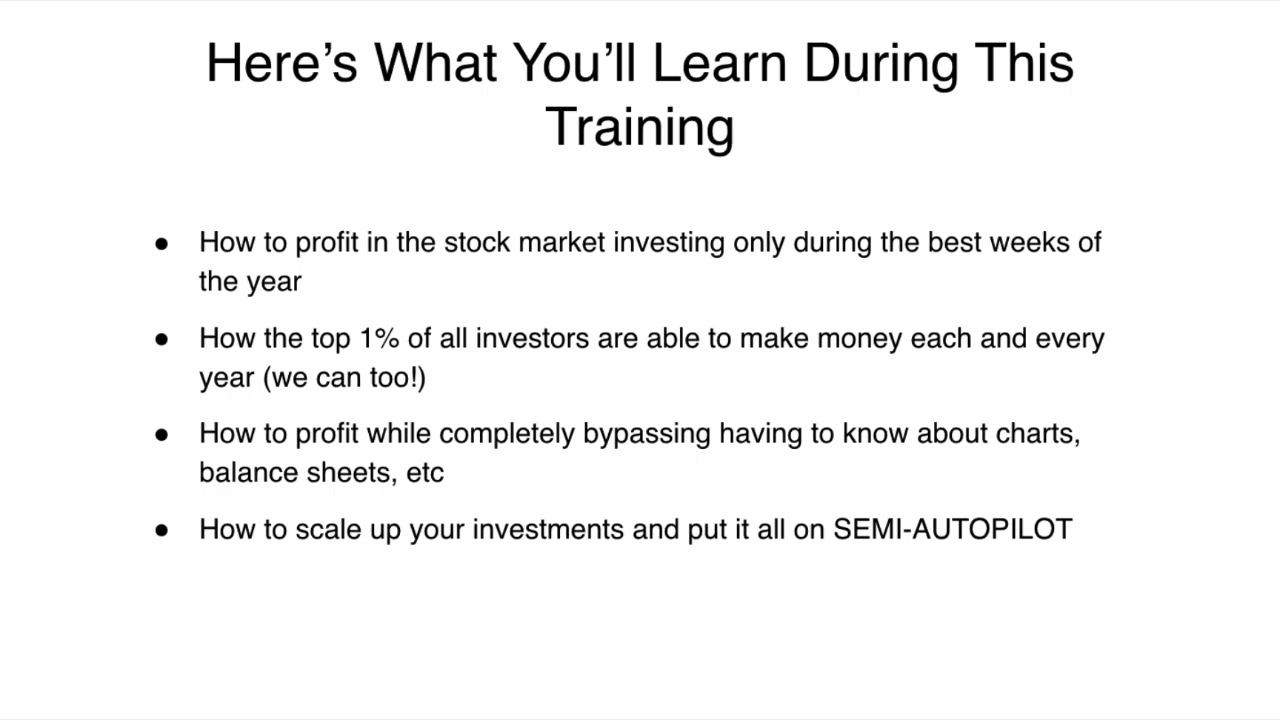 Here’s What You’ll Learn During This
Training
● How to profit in the stock market investing only during the best weeks of
the year
● How the top 1% of all investors are able to make money each and every
year (we can too!)
● How to profit while completely bypassing having to know about charts,
balance sheets, etc
● How to scale up your investments and put it all on SEMI-AUTOPILOT